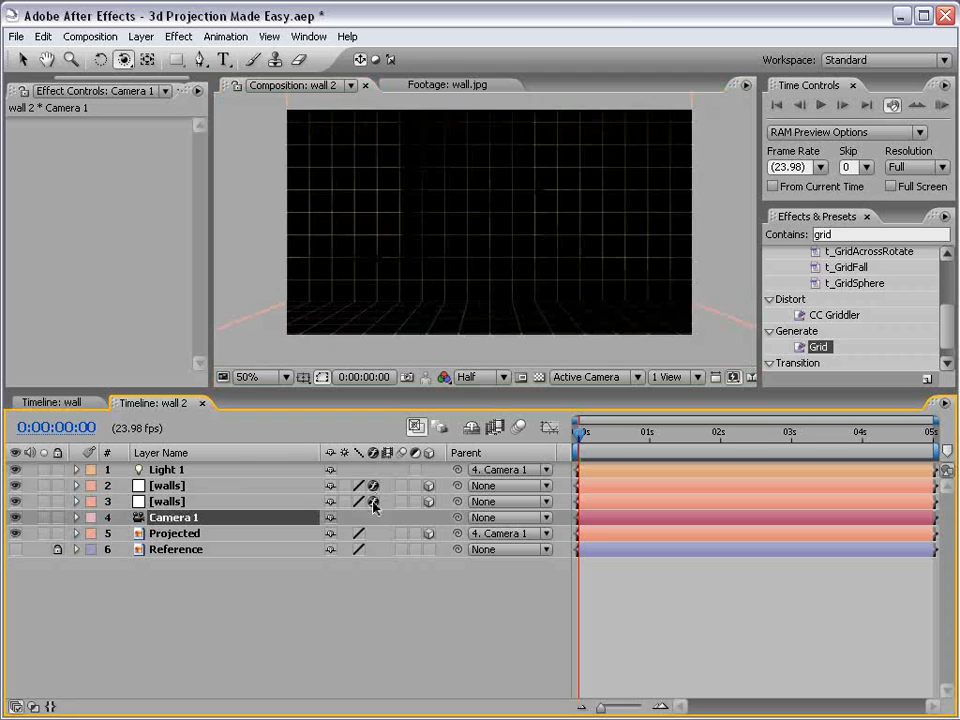 Adobe After Effects - 3d Projection Made Easy.aep *
File Edit Composition Layer Effect Animation View Window Help
Workspace: Standard
Effect Controls: Camera 1
wall 2 * Camera 1
Composition: wall 2
Footage: wall.jpg
Time Controls
RAM Preview Options
Frame Rate Skip Resolution
(23.98) 0 Full
From Current Time Full Screen
Effects & Presets
Contains: grid
t_GridAcrossRotate
t_GridFall
t_GridSphere
Distort
CC Griddler
Generate
Grid
Transition
50% 0:00:00:00 Half Active Camera 1 View
Timeline: wall Timeline: wall 2
0:00:00:00 (23.98 fps)
# Layer Name Parent
01s 02s 03s 04s 05s
1 Light 1 4. Camera 1
2 [walls] None
3 [walls] None
4 Camera 1 None
5 Projected 4. Camera 1
6 Reference None